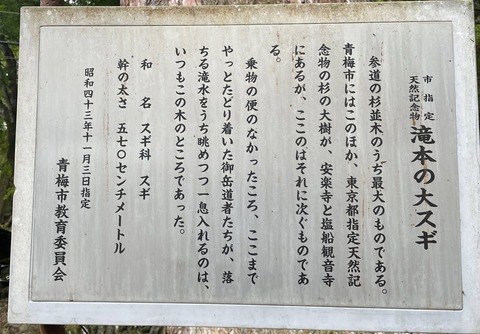 市指定
天然記念物
滝本の大スギ
参道の杉並木のうち最大のものである。
青梅市にはこのほか、東京都指定天然記
念物の杉の大樹が、安楽寺と塩船観音寺
にあるが、ここのはそれに次ぐものであ
る。
乗物の便のなかったころ、ここまで
やっとたどり着いた御岳道者たちが、落
ちる滝水をうち眺めつつ一息入れるのは、
いつもこの木のところであった。
和名 スギ科 スギ
幹の太さ 五七〇センチメートル
昭和四十三年十一月三日指定
青梅市教育委員会